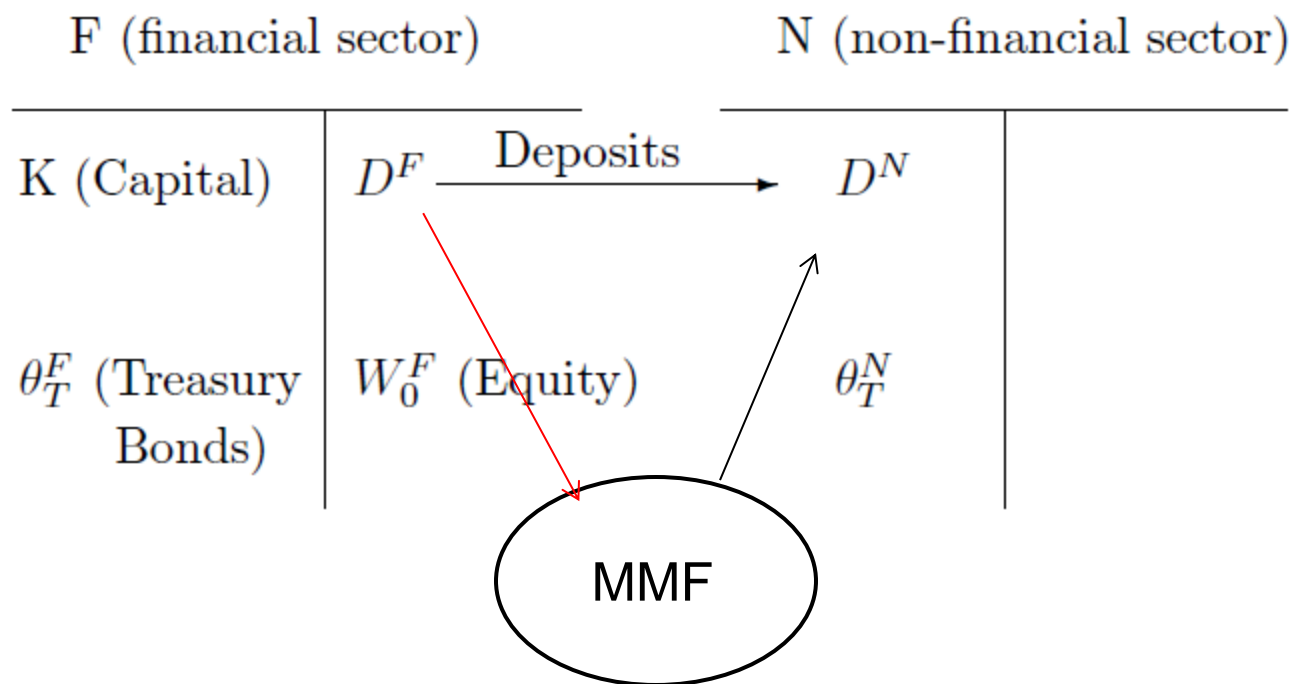 F (financial sector) N (non-financial sector)
K (Capital) D^F Deposits D^N
θ_T^F (Treasury Bonds) W_0^F (Equity) θ_T^N
MMF